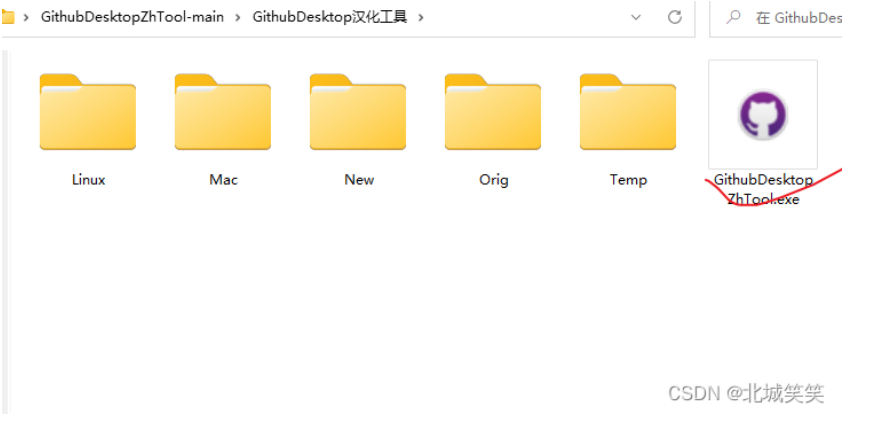 GithubDesktopZhTool-main › GithubDesktop汉化工具 ›
在 GithubDes
Linux
Mac
New
Orig
Temp
GithubDesktop
ZhTool.exe
CSDN @北城笑笑